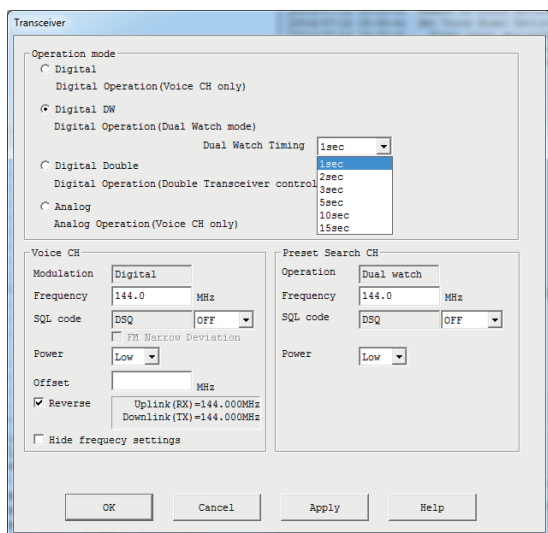 Transceiver
Operation mode
Digital
Digital Operation(Voice CH only)
Digital DW
Digital Operation(Dual Watch mode)
Dual Watch Timing 1sec
1sec
2sec
3sec
5sec
10sec
15sec
Digital Double
Digital Operation(Double Transceiver control
Analog
Analog Operation(Voice CH only)
Voice CH
Modulation Digital
Frequency 144.0 MHz
SQL code DSQ OFF
FM Narrow Deviation
Power Low
Offset MHz
Reverse Uplink(RX)=144.000MHz
Downlink(TX)=144.000MHz
Hide frequecy settings
Preset Search CH
Operation Dual watch
Frequency 144.0 MHz
SQL code DSQ OFF
Power Low
OK Cancel Apply Help